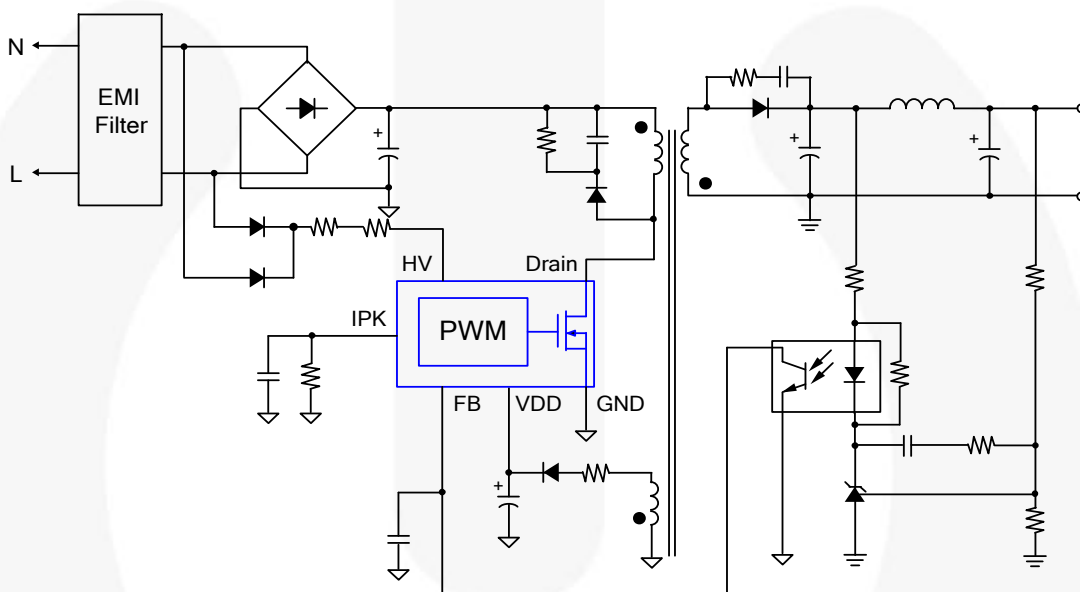 N
EMI
Filter
L
+
+
+
HV
Drain
IPK
PWM
FB
VDD
GND
+